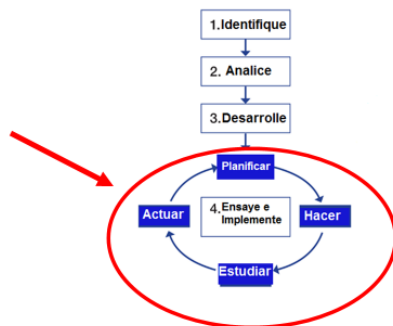 1. Identifique
2. Analice
3. Desarrolle
Planificar
Actuar
4. Ensaye e
Implemente
Hacer
Estudiar